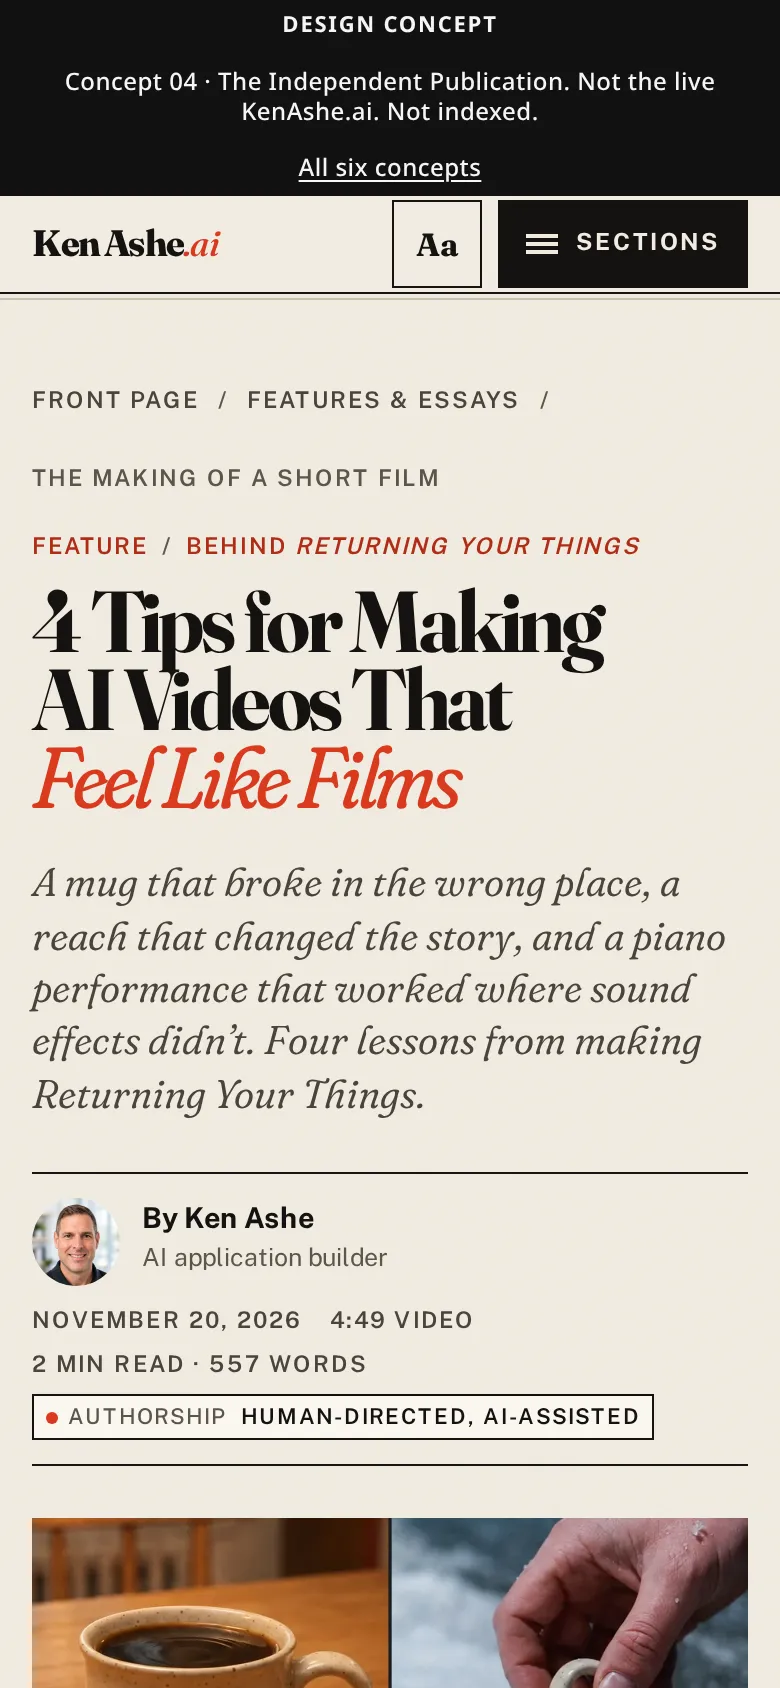 DESIGN CONCEPT
Concept 04 · The Independent Publication. Not the live
KenAshe.ai. Not indexed.
All six concepts
Ken Ashe.ai
Aa
SECTIONS
FRONT PAGE / FEATURES & ESSAYS /
THE MAKING OF A SHORT FILM
FEATURE / BEHIND RETURNING YOUR THINGS
4 Tips for Making
AI Videos That
Feel Like Films
A mug that broke in the wrong place, a
reach that changed the story, and a piano
performance that worked where sound
effects didn’t. Four lessons from making
Returning Your Things.
By Ken Ashe
AI application builder
NOVEMBER 20, 2026 4:49 VIDEO
2 MIN READ · 557 WORDS
AUTHORSHIP HUMAN-DIRECTED, AI-ASSISTED